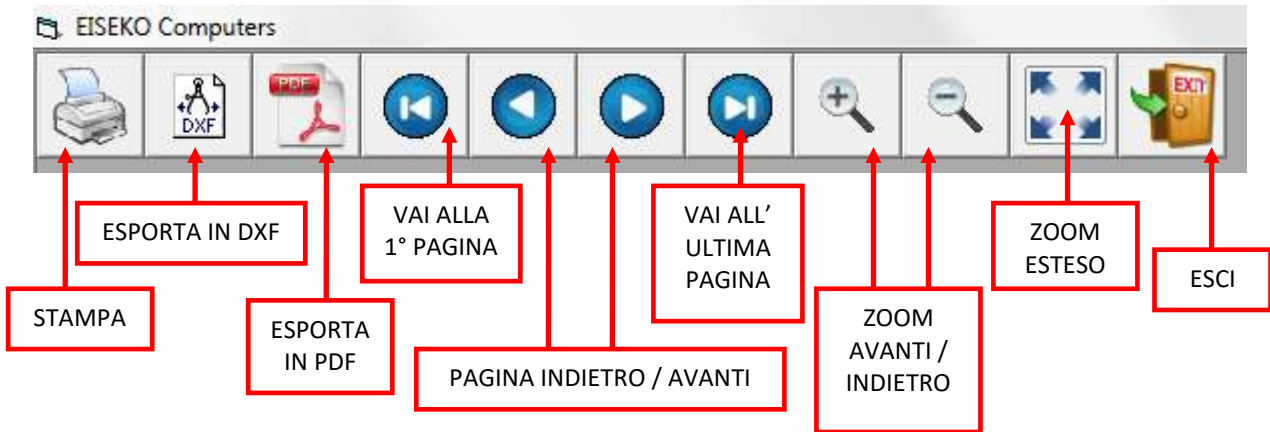 EISEKO Computers
DXF
PDF
EXIT
ESPORTA IN DXF
VAI ALLA
1° PAGINA
VAI ALL’
ULTIMA
PAGINA
ZOOM
ESTESO
ESCI
STAMPA
ESPORTA
IN PDF
PAGINA INDIETRO / AVANTI
ZOOM
AVANTI /
INDIETRO